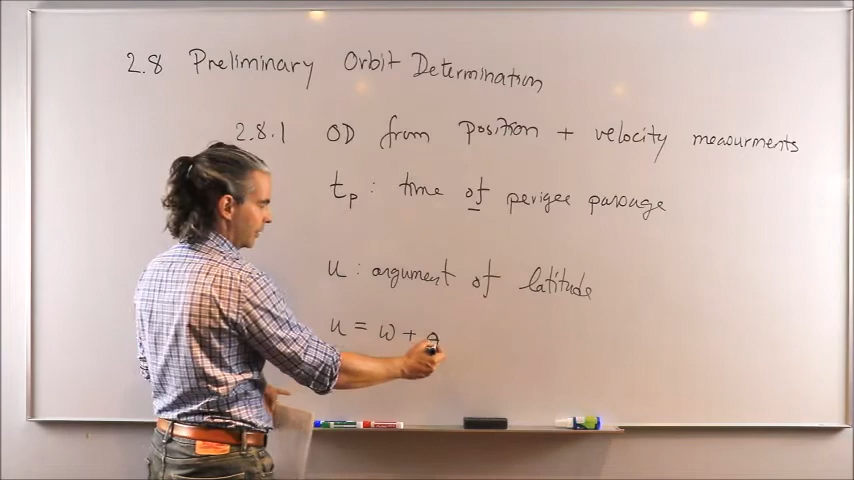 2.8 Preliminary Orbit Determination
2.8.1 OD from position + velocity measurments
tp : time of perigee passage
u : argument of latitude
u = ω +